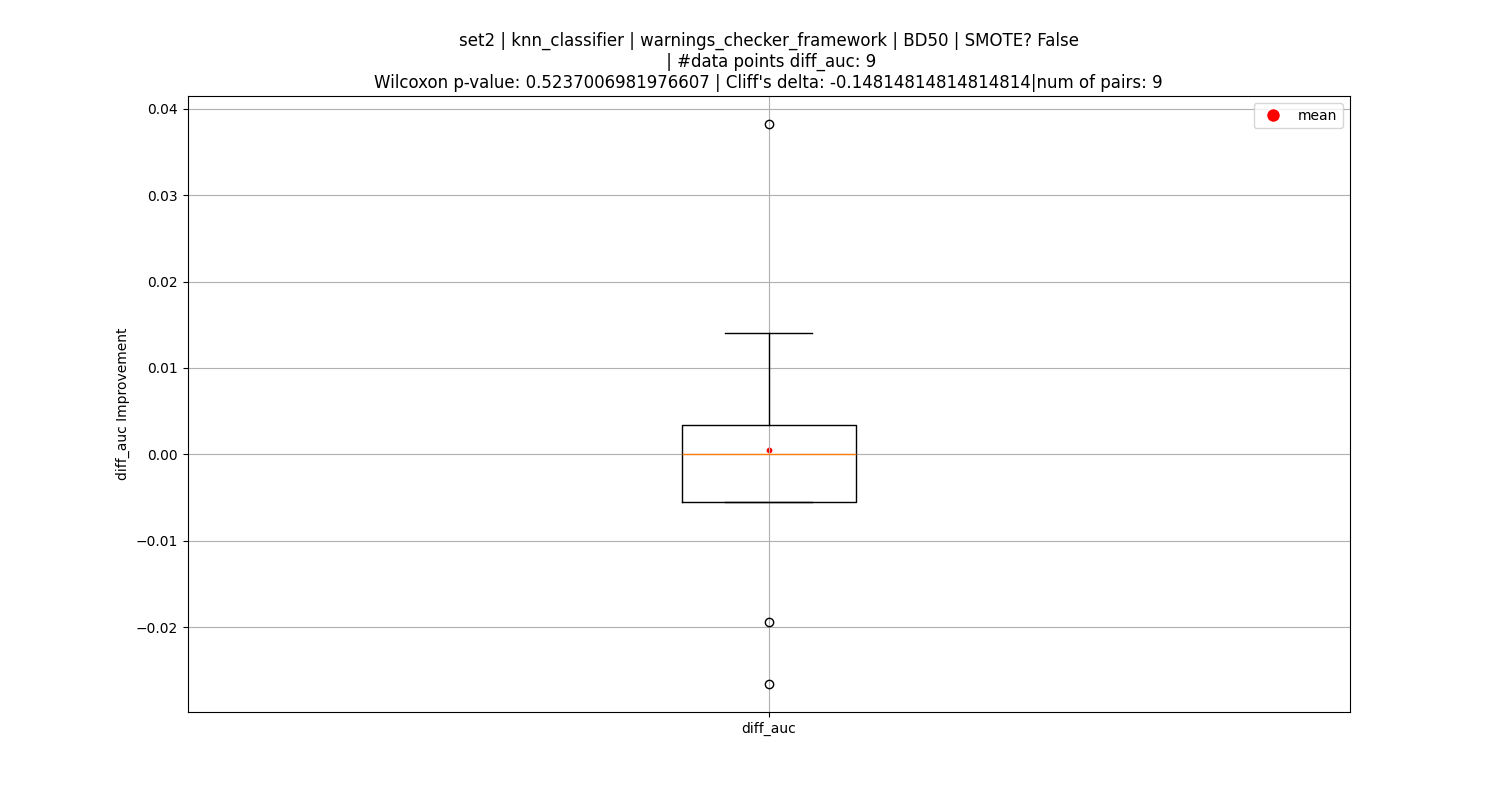 set2 | knn_classifier | warnings_checker_framework | BD50 | SMOTE? False
| #data points diff_auc: 9
Wilcoxon p-value: 0.5237006981976607 | Cliff's delta: -0.14814814814814814|num of pairs: 9
mean
0.04
0.03
0.02
0.01
0.00
−0.01
−0.02
diff_auc Improvement
diff_auc